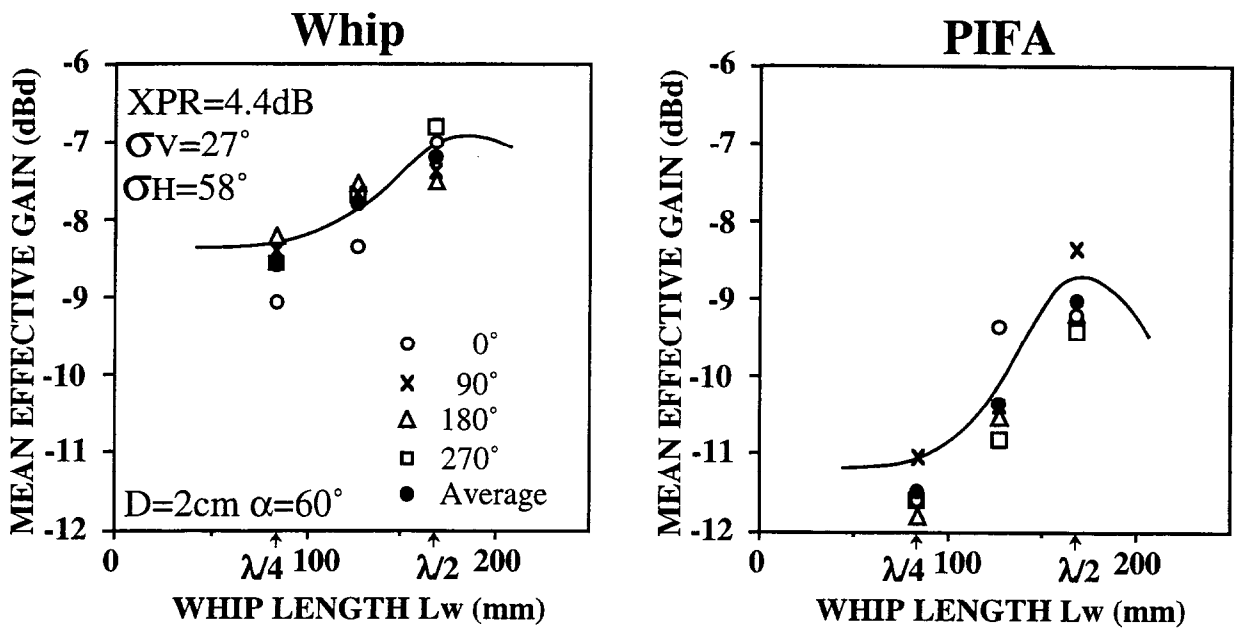 Whip
MEAN EFFECTIVE GAIN (dBd)
-6
-7
-8
-9
-10
-11
-12
XPR=4.4dB
σV=27°
σH=58°
0°
90°
180°
270°
Average
D=2cm α=60°
0 λ/4 100 λ/2 200
WHIP LENGTH Lw (mm)
PIFA
MEAN EFFECTIVE GAIN (dBd)
-6
-7
-8
-9
-10
-11
-12
0 λ/4 100 λ/2 200
WHIP LENGTH Lw (mm)